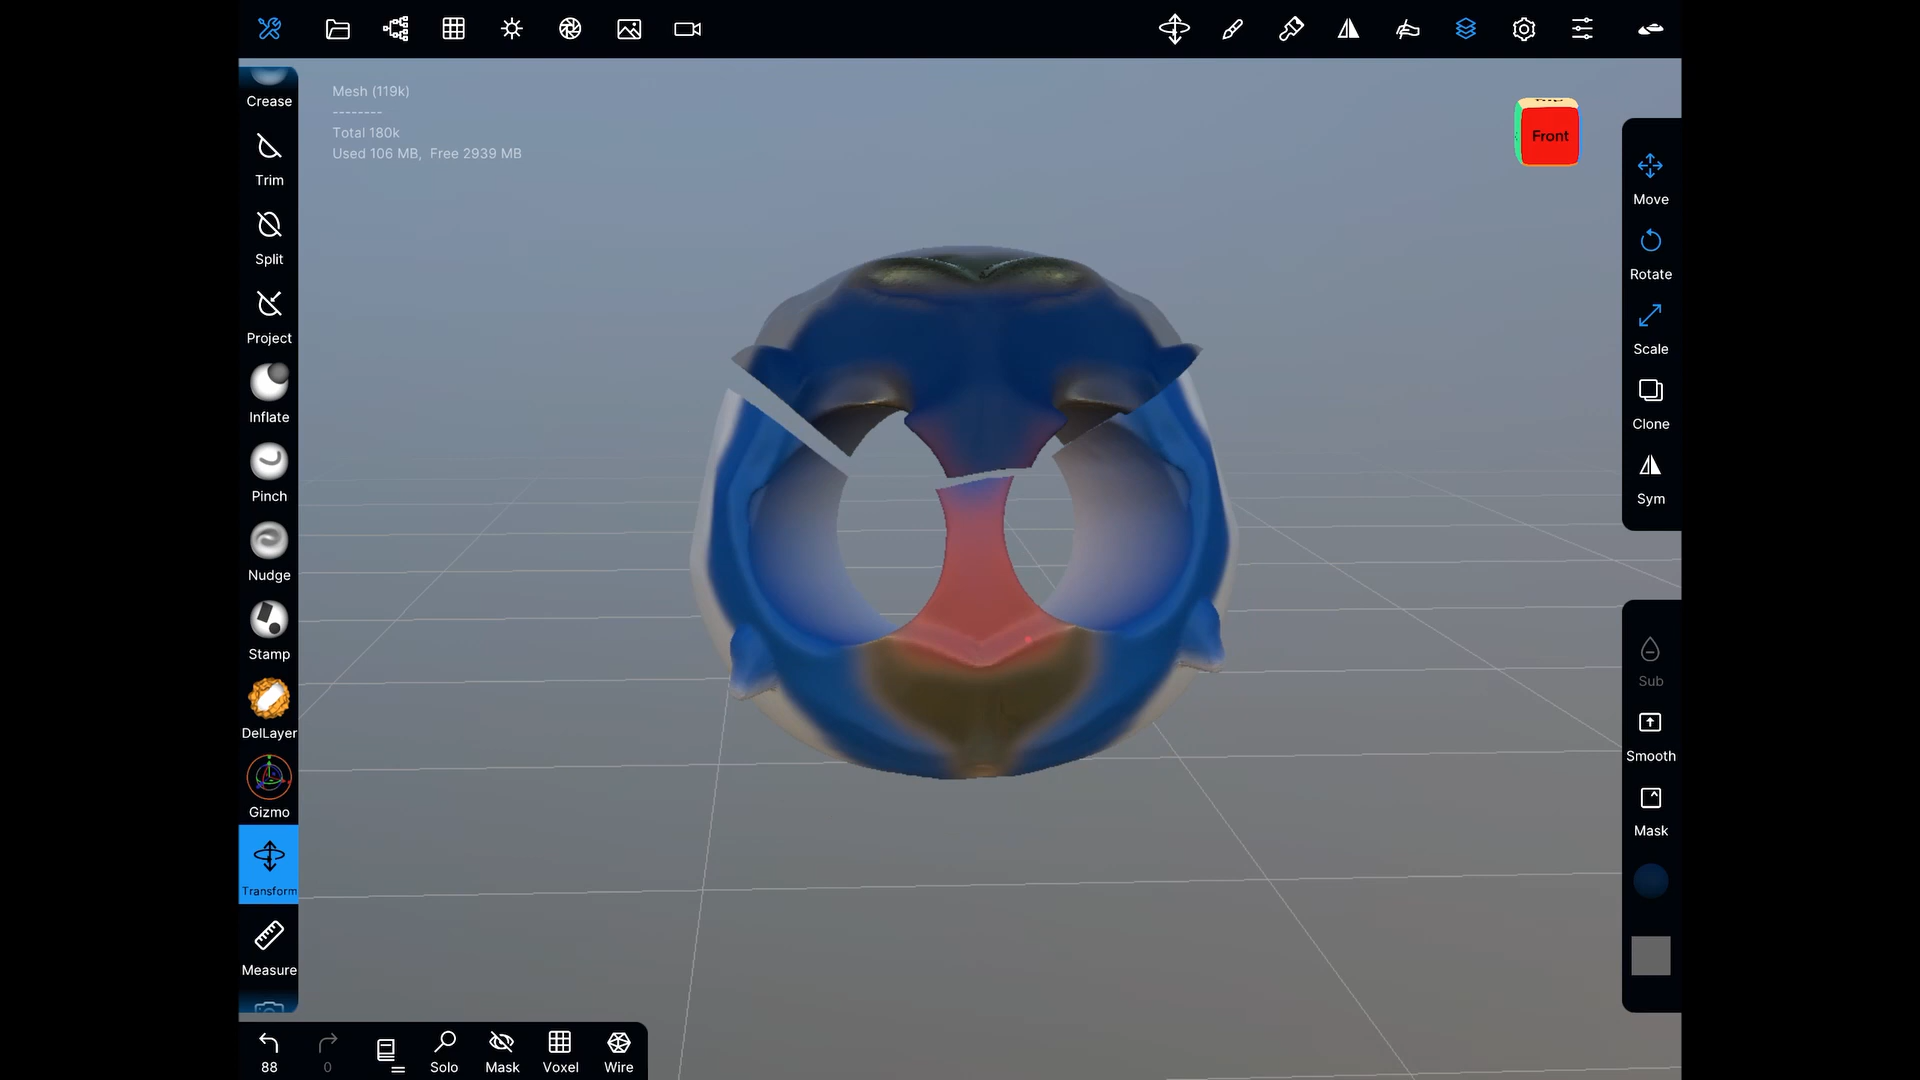 Mesh (119k)
--------
Total 180k
Used 106 MB, Free 2939 MB
Front
Crease
Trim
Split
Project
Inflate
Pinch
Nudge
Stamp
DelLayer
Gizmo
Transform
Measure
Move
Rotate
Scale
Clone
Sym
Sub
Smooth
Mask
88
0
Solo
Mask
Voxel
Wire